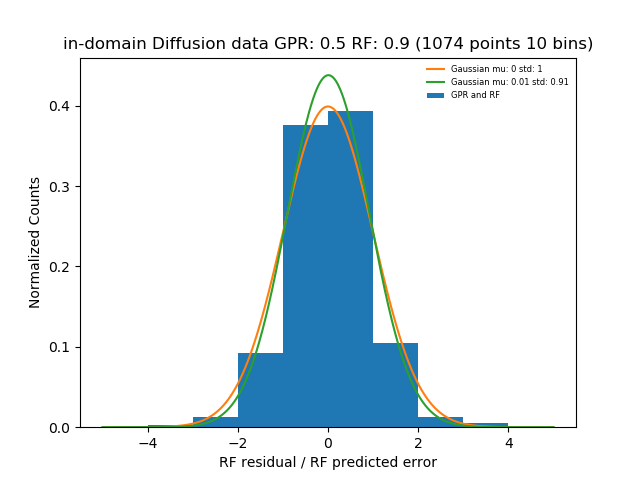 in-domain Diffusion data GPR: 0.5 RF: 0.9 (1074 points 10 bins)
Gaussian mu: 0 std: 1
Gaussian mu: 0.01 std: 0.91
GPR and RF
Normalized Counts
0.4
0.3
0.2
0.1
0.0
−4 −2 0 2 4
RF residual / RF predicted error